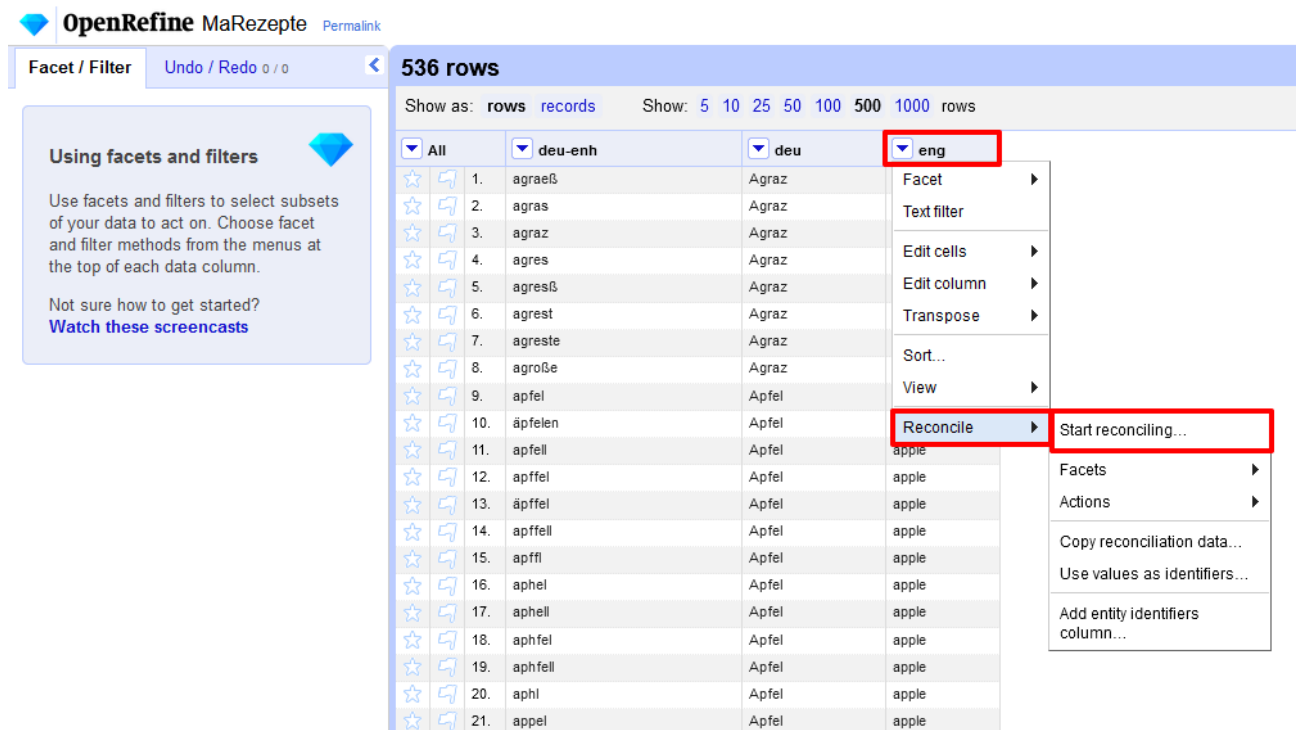 OpenRefine MaRezepte Permalink
Facet / Filter Undo / Redo 0 / 0
536 rows
Using facets and filters
Use facets and filters to select subsets
of your data to act on. Choose facet
and filter methods from the menus at
the top of each data column.
Not sure how to get started?
Watch these screencasts
Show as: rows records Show: 5 10 25 50 100 500 1000 rows
All deu-enh deu eng
1. agraeß Agraz
2. agras Agraz
3. agraz Agraz
4. agres Agraz
5. agresß Agraz
6. agrest Agraz
7. agreste Agraz
8. agroße Agraz
9. apfel Apfel
10. äpfelen Apfel
11. apfell Apfel apple
12. apffel Apfel apple
13. äpffel Apfel apple
14. apffell Apfel apple
15. apffl Apfel apple
16. aphel Apfel apple
17. aphell Apfel apple
18. aphfel Apfel apple
19. aphfell Apfel apple
20. aphl Apfel apple
21. appel Apfel apple
Facet
Text filter
Edit cells
Edit column
Transpose
Sort...
View
Reconcile
Start reconciling...
Facets
Actions
Copy reconciliation data...
Use values as identifiers...
Add entity identifiers
column...